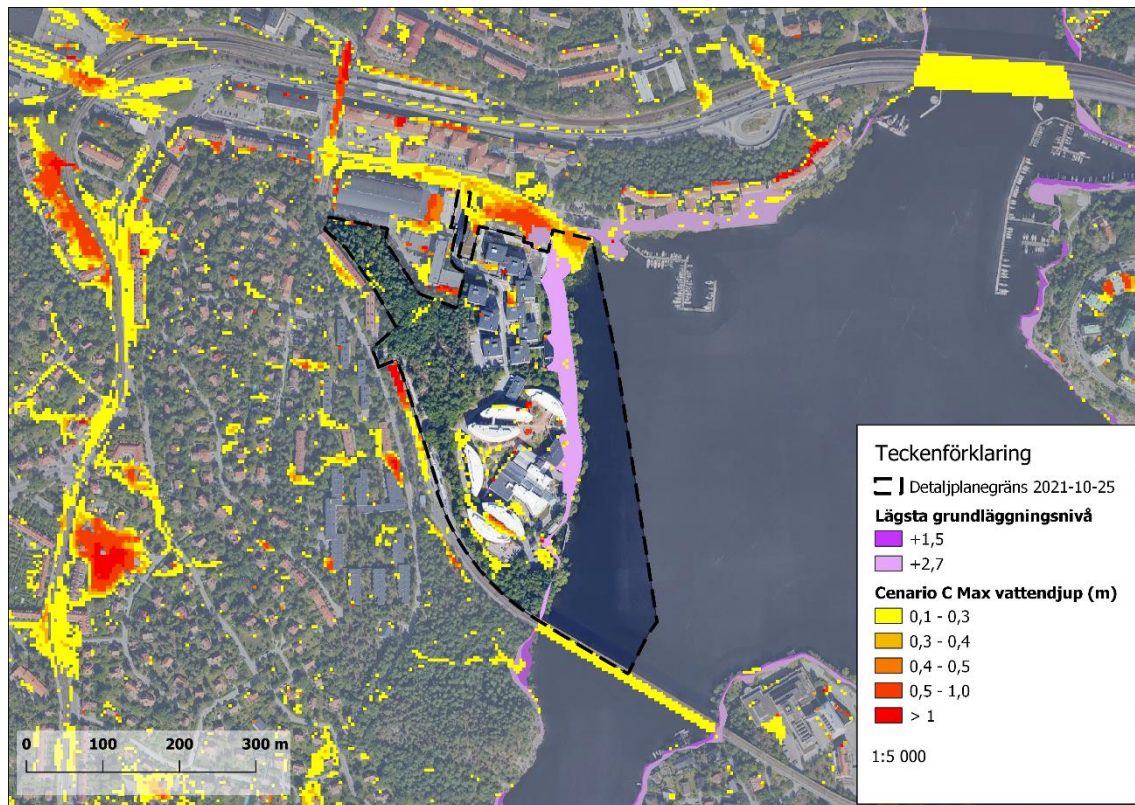 Teckenförklaring
Detaljplanegräns 2021-10-25
Lägsta grundläggningsnivå
+1,5
+2,7
Cenario C Max vattendjup (m)
0,1 - 0,3
0,3 - 0,4
0,4 - 0,5
0,5 - 1,0
> 1
1:5 000
0 100 200 300 m